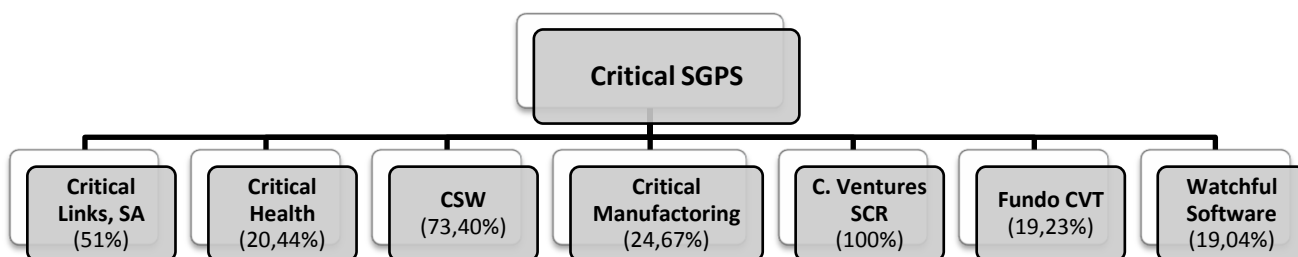 Critical SGPS
Critical
Links, SA
(51%)
Critical
Health
(20,44%)
CSW
(73,40%)
Critical
Manufactoring
(24,67%)
C. Ventures
SCR
(100%)
Fundo CVT
(19,23%)
Watchful
Software
(19,04%)